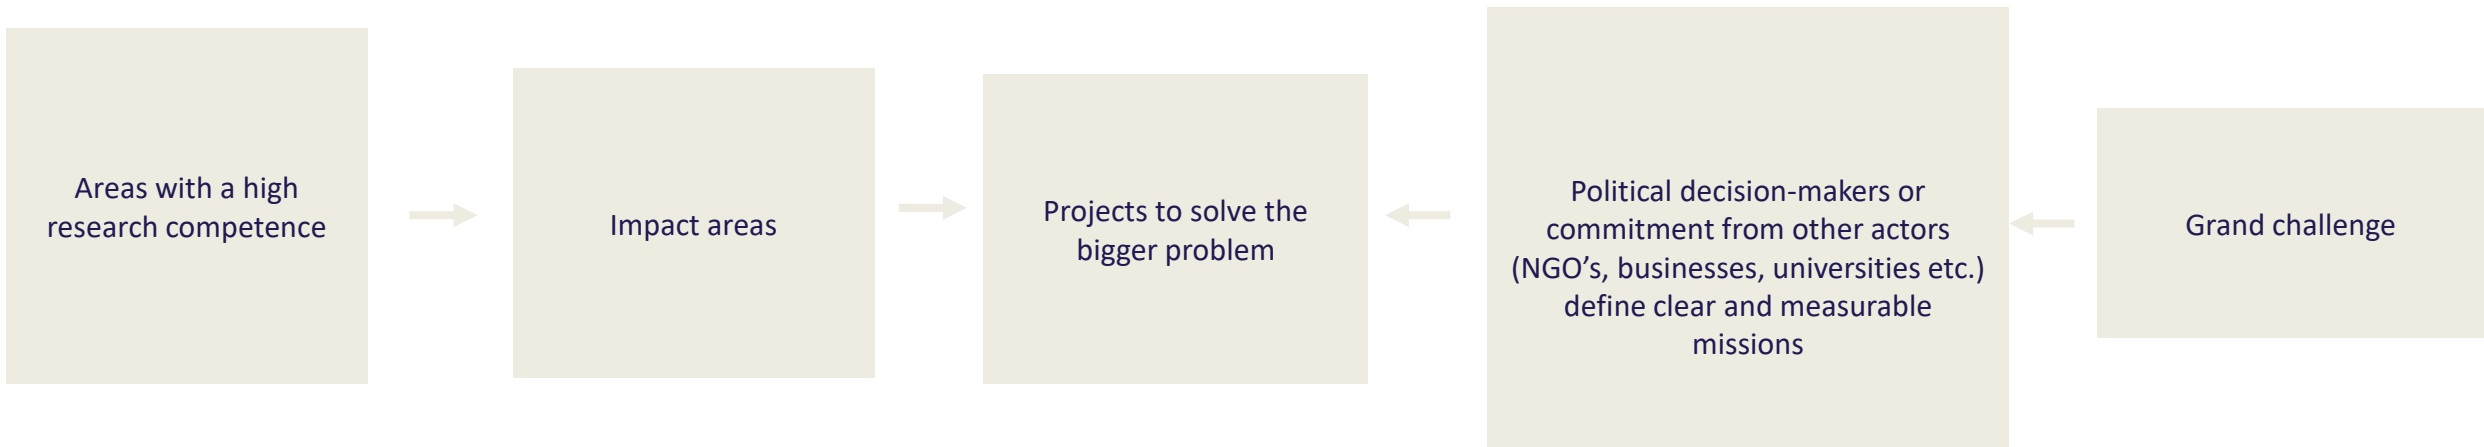 Areas with a high
research competence
Impact areas
Projects to solve the
bigger problem
Political decision-makers or
commitment from other actors
(NGO’s, businesses, universities etc.)
define clear and measurable
missions
Grand challenge